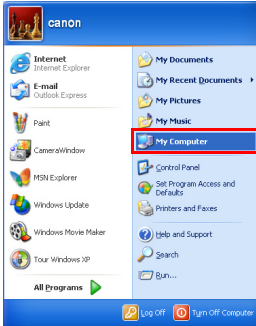 canon
Internet
Internet Explorer
E-mail
Outlook Express
Paint
CameraWindow
MSN Explorer
Windows Update
Windows Movie Maker
Tour Windows XP
All Programs
My Documents
My Recent Documents
My Pictures
My Music
My Computer
Control Panel
Set Program Access and
Defaults
Printers and Faxes
Help and Support
Search
Run...
Log Off
Turn Off Computer